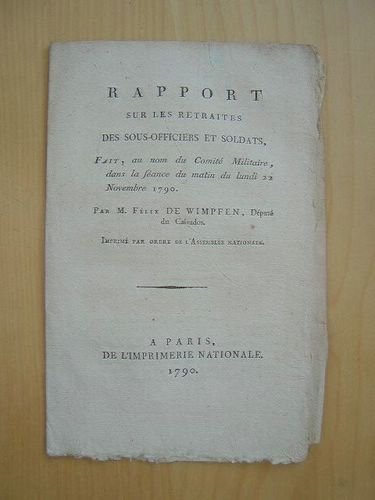 RAPPORT
SUR LES RETRAITES
DES SOUS-OFFICIERS ET SOLDATS,
FAIT, au nom du Comité Militaire,
dans la ſéance du matin du lundi 22
Novembre 1790.
PAR M. FÉLIX DE WIMPFEN, Député
du Calvados.
IMPRIMÉ PAR ORDRE DE L'ASSEMBLÉE NATIONALE.
A PARIS,
DE L'IMPRIMERIE NATIONALE.
1790.